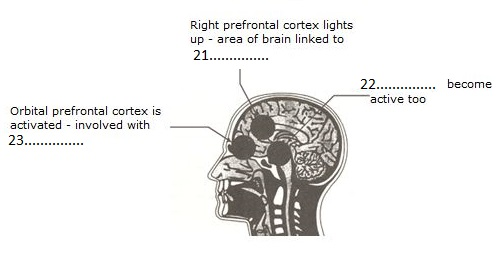 Right prefrontal cortex lights
up - area of brain linked to
21...............
22............... become
active too
Orbital prefrontal cortex is
activated - involved with
23...............